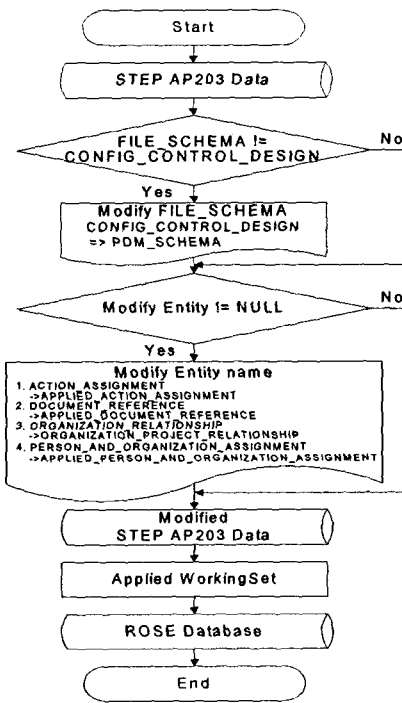 Start
STEP AP203 Data
FILE_SCHEMA !=
CONFIG_CONTROL_DESIGN
No
Yes
Modify FILE_SCHEMA
CONFIG_CONTROL_DESIGN
=> PDM_SCHEMA
Modify Entity != NULL
No
Yes
Modify Entity name
1. ACTION_ASSIGNMENT
->APPLIED_ACTION_ASSIGNMENT
2. DOCUMENT_REFERENCE
->APPLIED_DOCUMENT_REFERENCE
3. ORGANIZATION_RELATIONSHIP
->ORGANIZATION_PROJECT_RELATIONSHIP
4. PERSON_AND_ORGANIZATION_ASSIGNMENT
->APPLIED_PERSON_AND_ORGANIZATION_ASSIGNMENT
Modified
STEP AP203 Data
Applied WorkingSet
ROSE Database
End